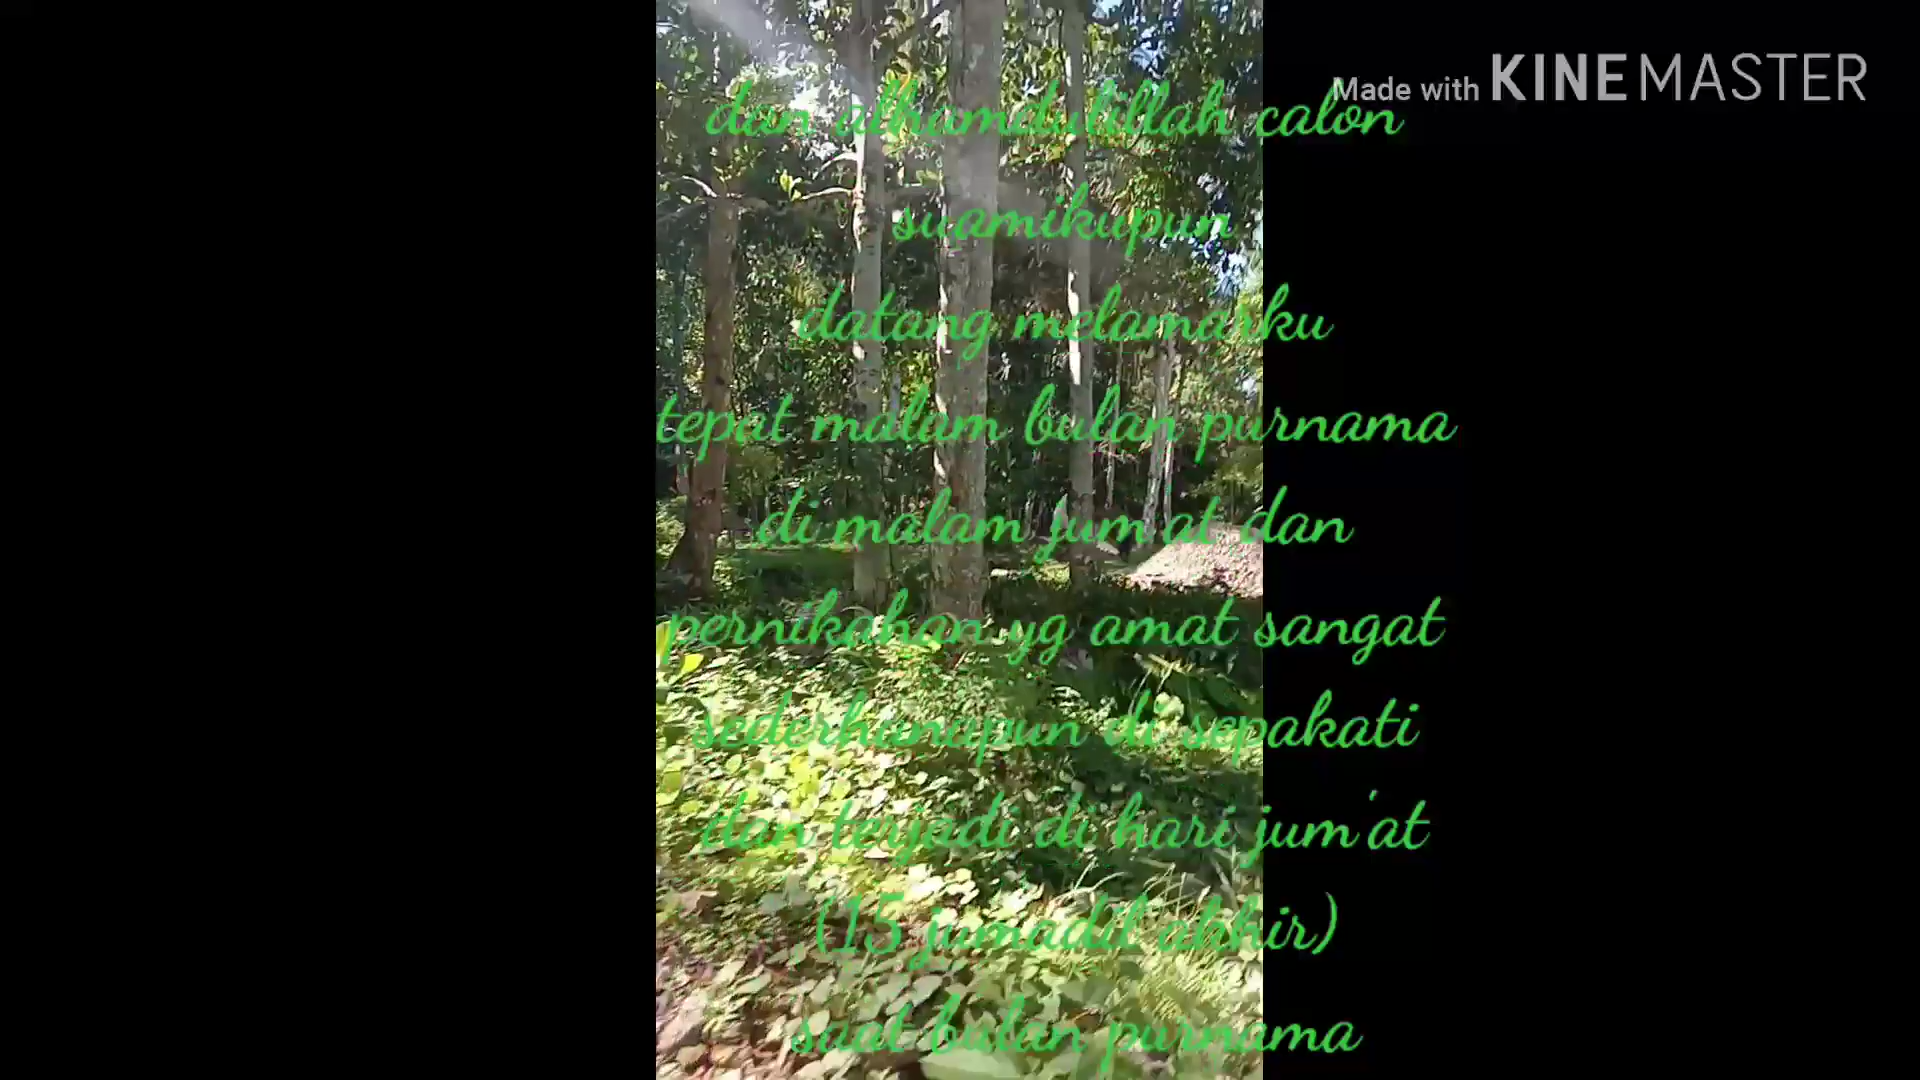 Made with KINEMASTER
dan alhamdulillah calon
suamikupun
datang melamarku
tepat malam bulan purnama
di malam jum'at dan
pernikahan yg amat sangat
sederhanapun di sepakati
dan terjadi di hari jum'at
(15 jumadil akhir)
saat bulan purnama